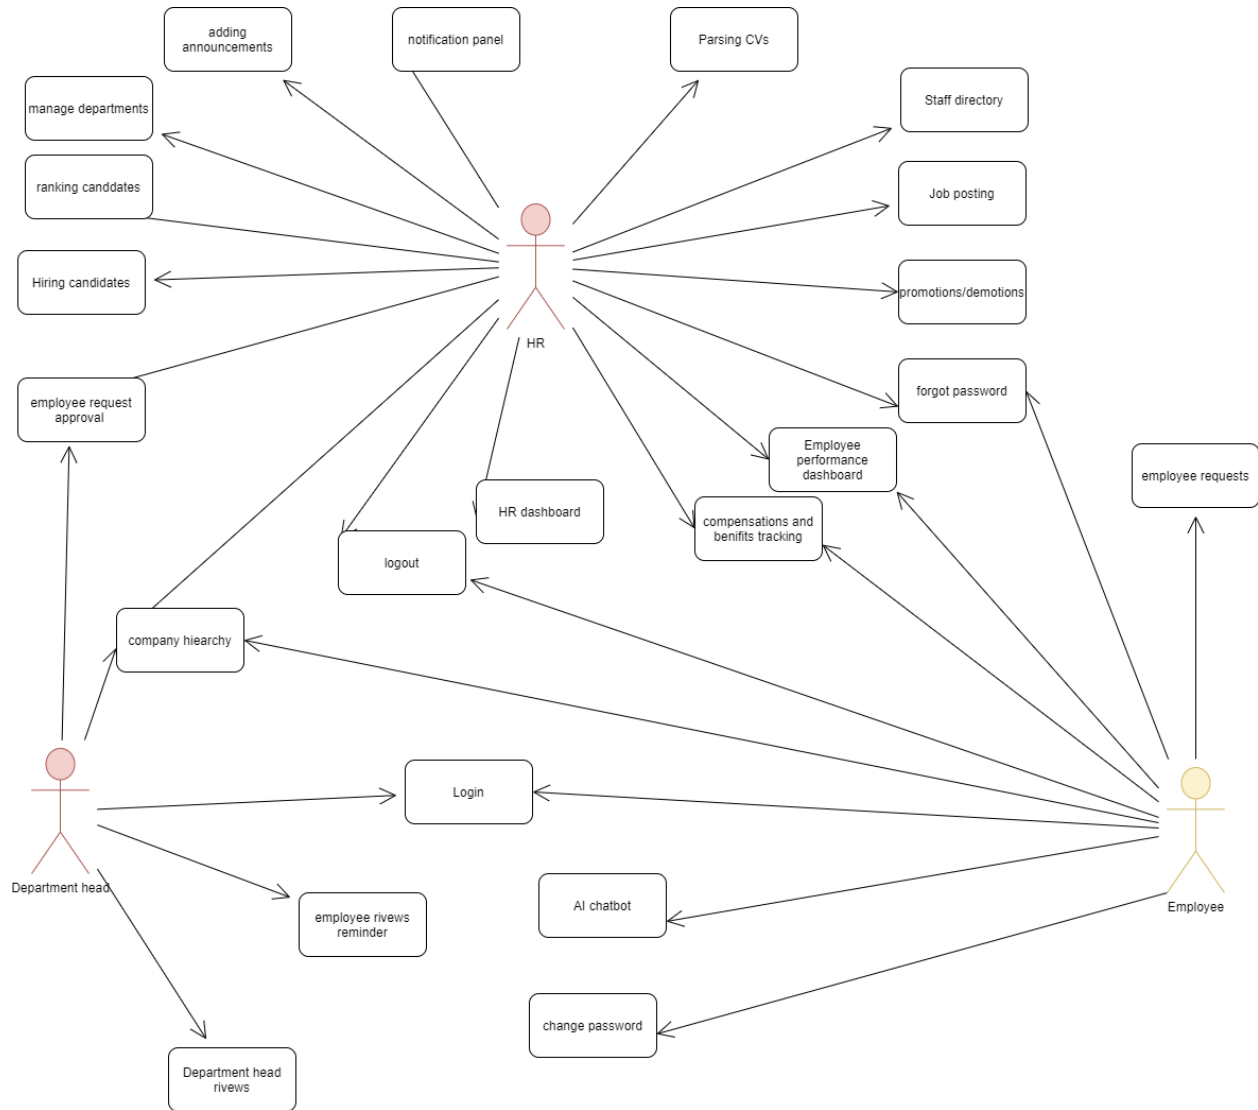 adding
announcements
notification panel
Parsing CVs
manage departments
Staff directory
ranking canddates
Job posting
Hiring candidates
promotions/demotions
HR
employee request
approval
forgot password
Employee
performance
dashboard
employee requests
HR dashboard
compensations and
benifits tracking
logout
company hiearchy
Login
Department head
Employee
AI chatbot
employee rivews
reminder
change password
Department head
rivews